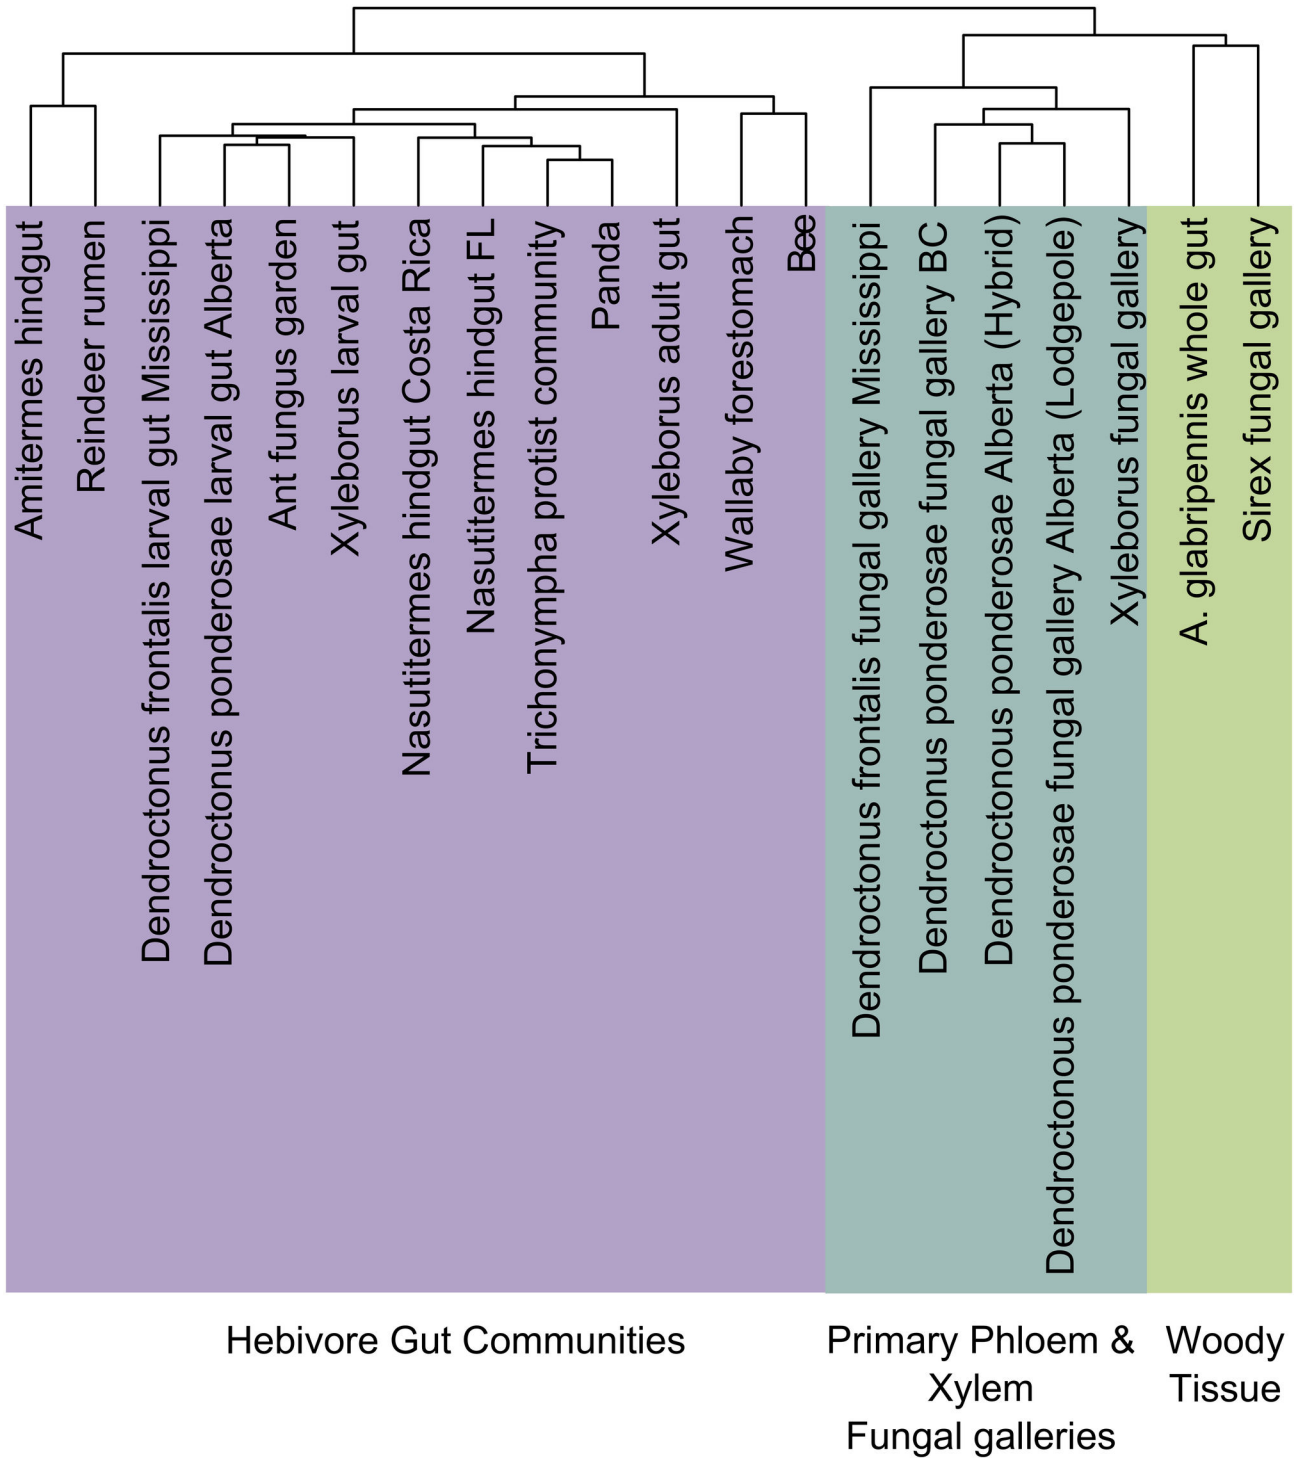 Amitermes hindgut
Reindeer rumen
Dendroctonus frontalis larval gut Mississippi
Dendroctonus ponderosae larval gut Alberta
Ant fungus garden
Xyleborus larval gut
Nasutitermes hindgut Costa Rica
Nasutitermes hindgut FL
Trichonympha protist community
Panda
Xyleborus adult gut
Wallaby forestomach
Bee
Dendroctonus frontalis fungal gallery Mississippi
Dendroctonus ponderosae fungal gallery BC
Dendroctonous ponderosae Alberta (Hybrid)
Dendroctonous ponderosae fungal gallery Alberta (Lodgepole)
Xyleborus fungal gallery
A. glabripennis whole gut
Sirex fungal gallery
Hebivore Gut Communities
Primary Phloem &
Xylem
Fungal galleries
Woody
Tissue